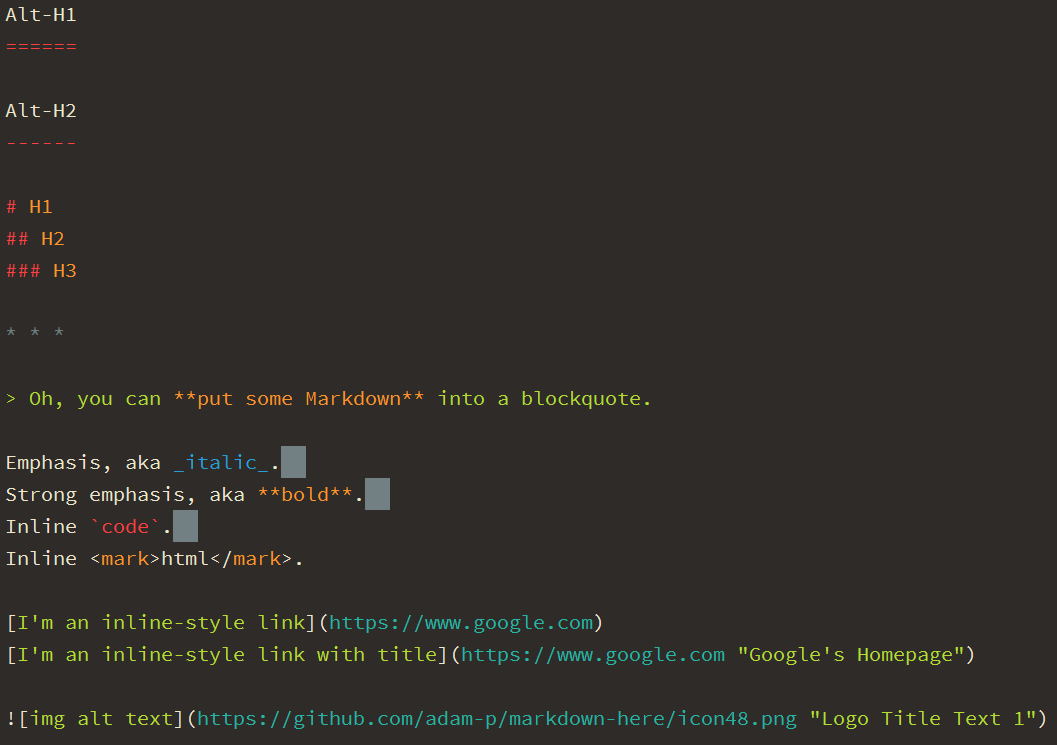 Alt-H1
======
Alt-H2
------
# H1
## H2
### H3
* * *
> Oh, you can **put some Markdown** into a blockquote.
Emphasis, aka _italic_.
Strong emphasis, aka **bold**.
Inline `code`.
Inline <mark>html</mark>.
[I'm an inline-style link](https://www.google.com)
[I'm an inline-style link with title](https://www.google.com "Google's Homepage")
![img alt text](https://github.com/adam-p/markdown-here/icon48.png "Logo Title Text 1")